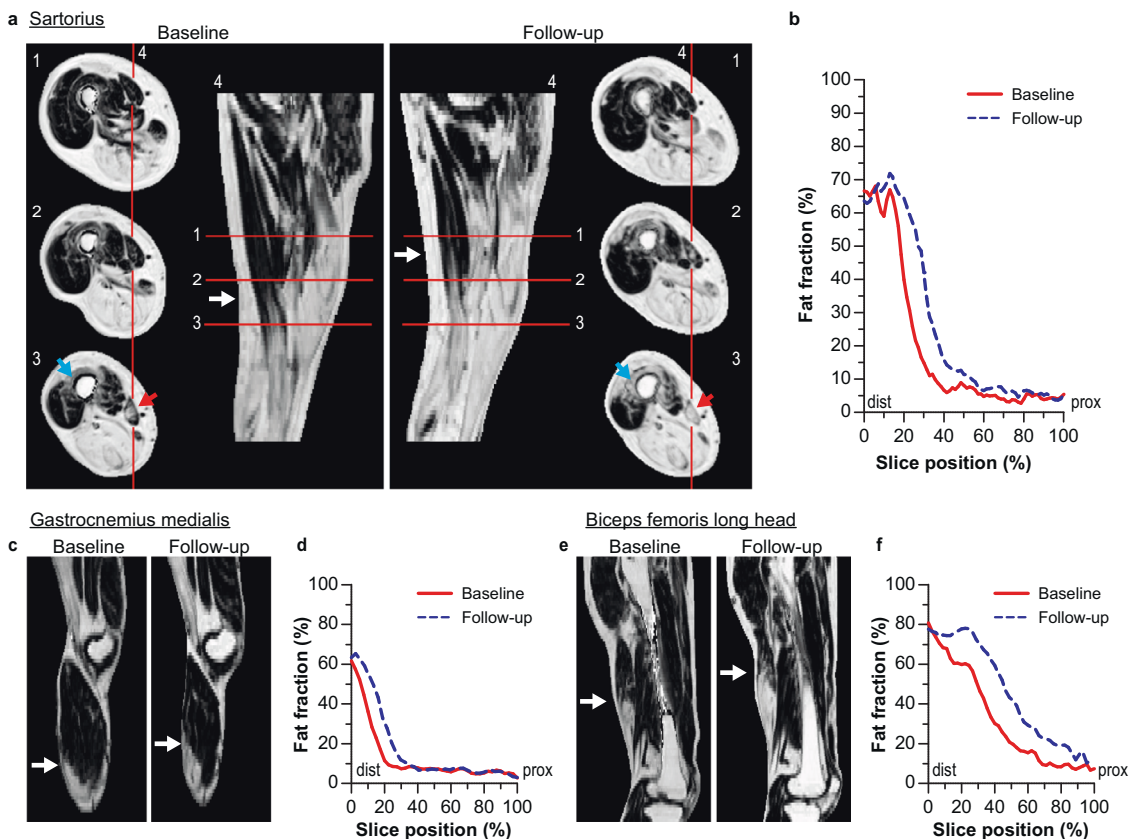 a Sartorius
Baseline
Follow-up
1
4
4
2
1
2
3
3
4
4
1
1
2
2
3
3
b
Baseline
Follow-up
Fat fraction (%)
100
90
80
70
60
50
40
30
20
10
0
dist
prox
0 20 40 60 80 100
Slice position (%)
Gastrocnemius medialis
c Baseline Follow-up
d
Baseline
Follow-up
Fat fraction (%)
100
80
60
40
20
0
dist
prox
0 20 40 60 80 100
Slice position (%)
Biceps femoris long head
e Baseline Follow-up
f
Baseline
Follow-up
Fat fraction (%)
100
80
60
40
20
0
dist
prox
0 20 40 60 80 100
Slice position (%)